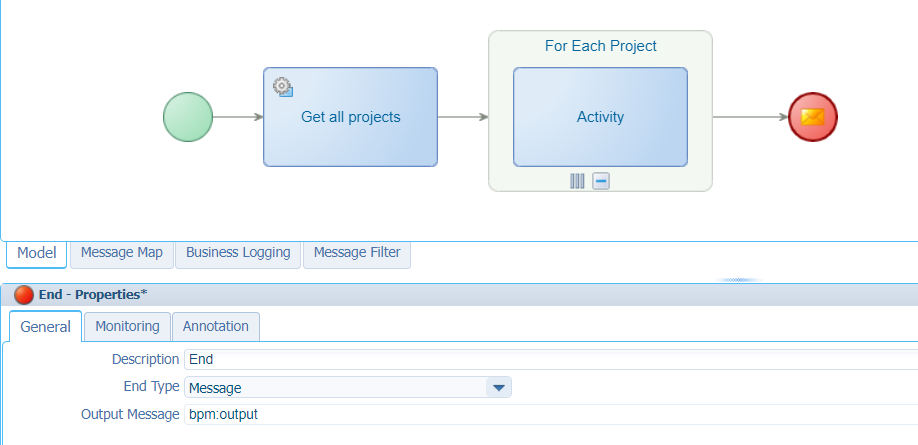 For Each Project
Get all projects
Activity
Model
Message Map
Business Logging
Message Filter
End - Properties*
General
Monitoring
Annotation
Description
End
End Type
Message
Output Message
bpm:output